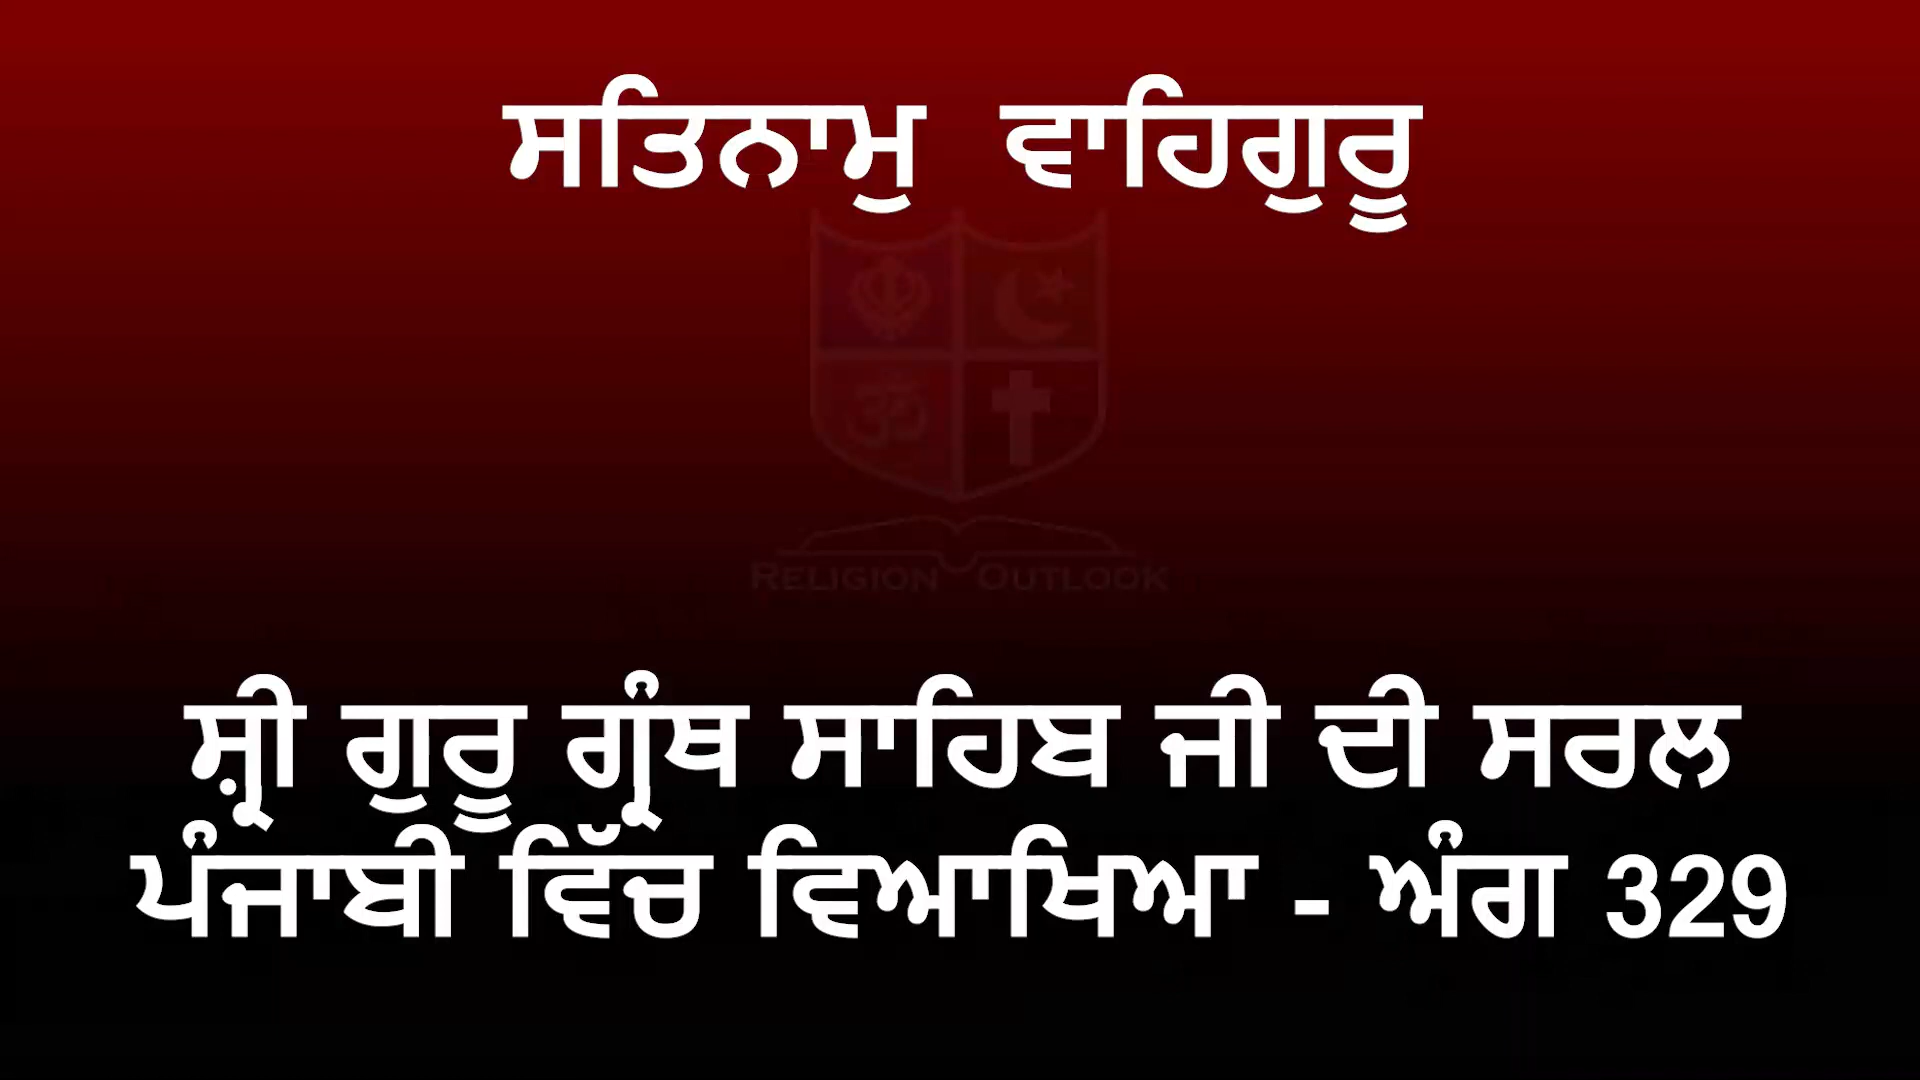 ਸਤਿਨਾਮੁ ਵਾਹਿਗੁਰੂ
RELIGION OUTLOOK
ਸ਼੍ਰੀ ਗੁਰੂ ਗ੍ਰੰਥ ਸਾਹਿਬ ਜੀ ਦੀ ਸਰਲ
ਪੰਜਾਬੀ ਵਿੱਚ ਵਿਆਖਿਆ - ਅੰਗ 329